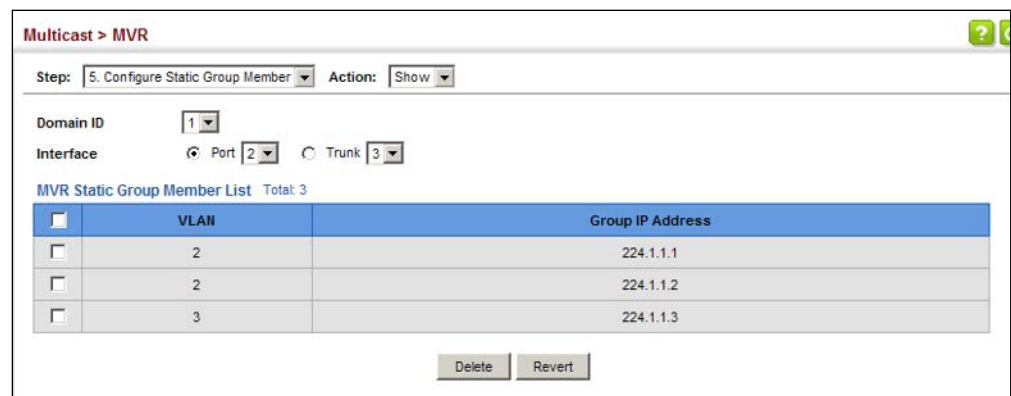 Multicast > MVR
?
Step: 5. Configure Static Group Member Action: Show
Domain ID 1
Interface Port 2 Trunk 3
MVR Static Group Member List Total: 3
VLAN Group IP Address
2 224.1.1.1
2 224.1.1.2
3 224.1.1.3
Delete Revert